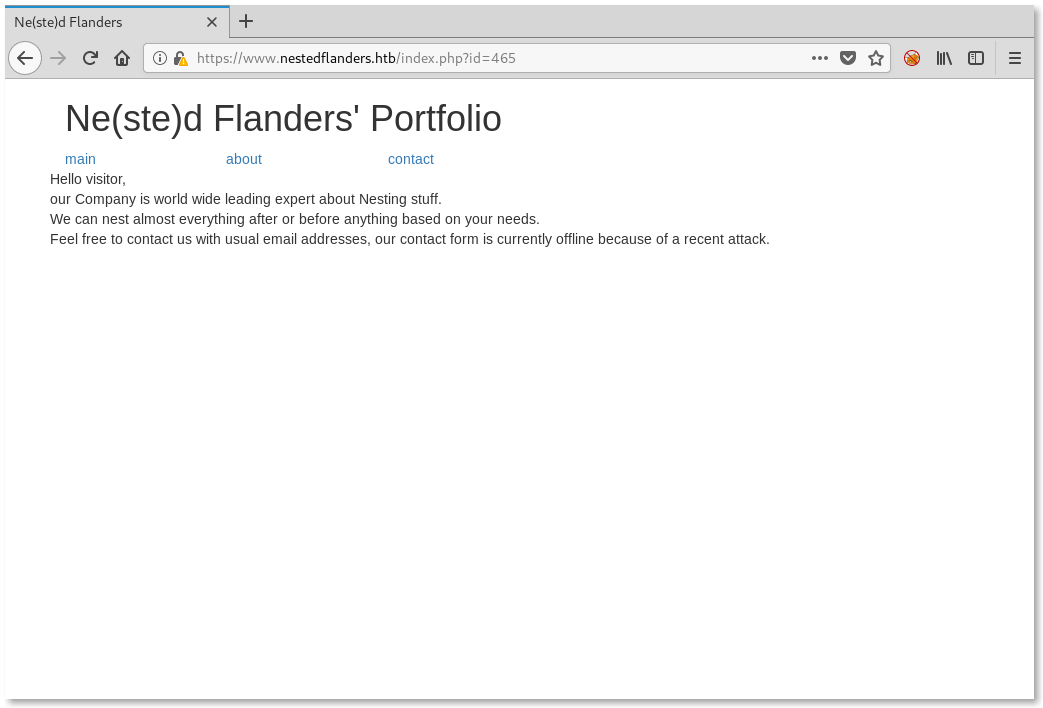 Ne(ste)d Flanders
https://www.nestedflanders.htb/index.php?id=465
Ne(ste)d Flanders' Portfolio
main about contact
Hello visitor,
our Company is world wide leading expert about Nesting stuff.
We can nest almost everything after or before anything based on your needs.
Feel free to contact us with usual email addresses, our contact form is currently offline because of a recent attack.